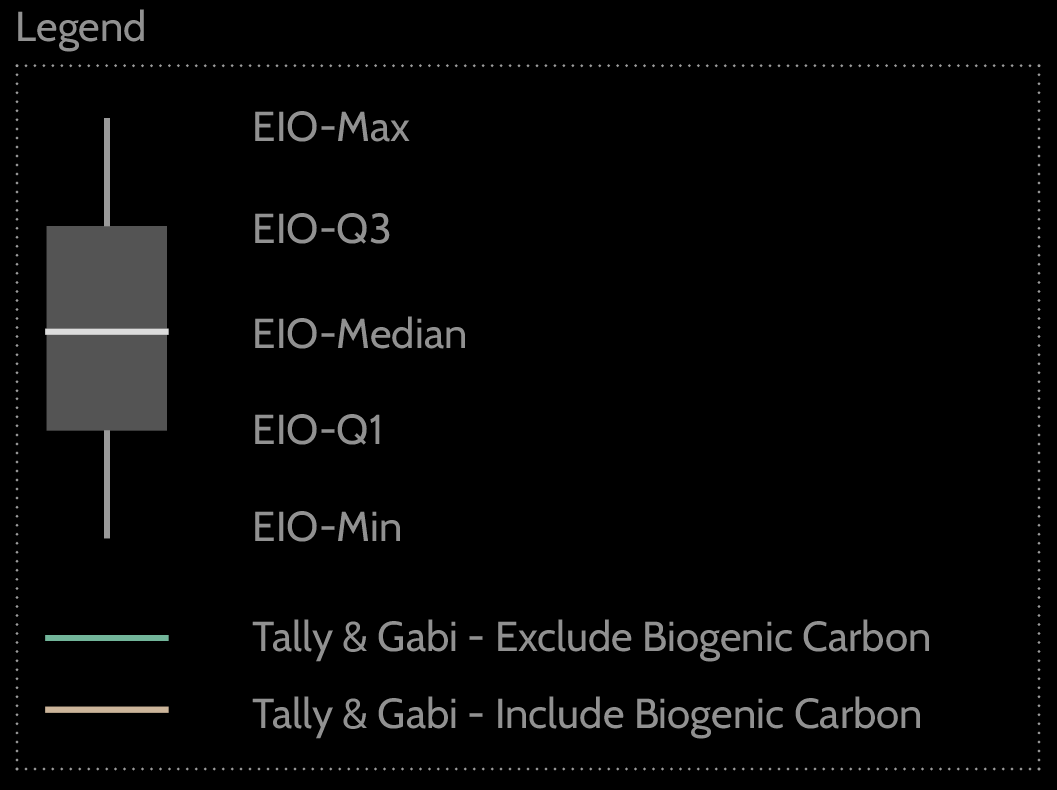 Legend
EIO-Max
EIO-Q3
EIO-Median
EIO-Q1
EIO-Min
Tally & Gabi - Exclude Biogenic Carbon
Tally & Gabi - Include Biogenic Carbon